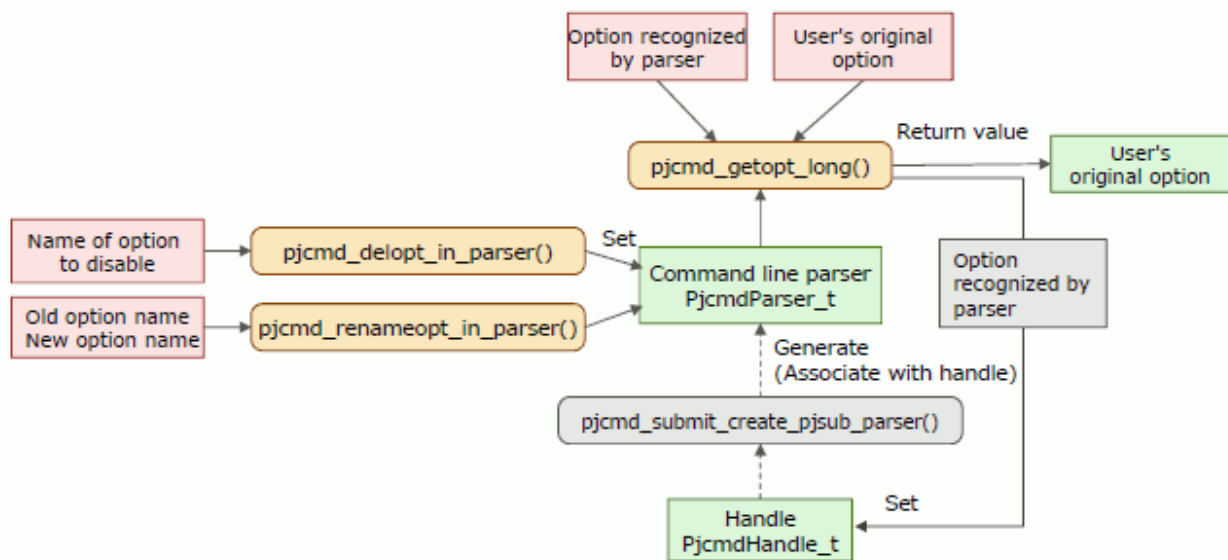 Option recognized
by parser
User's original
option
Return value
pjcmd_getopt_long()
User's
original option
Name of option
to disable
pjcmd_delopt_in_parser()
Set
Command line parser
PjcmdParser_t
Option
recognized by
parser
Old option name
New option name
pjcmd_renameopt_in_parser()
Generate
(Associate with handle)
pjcmd_submit_create_pjsub_parser()
Set
Handle
PjcmdHandle_t